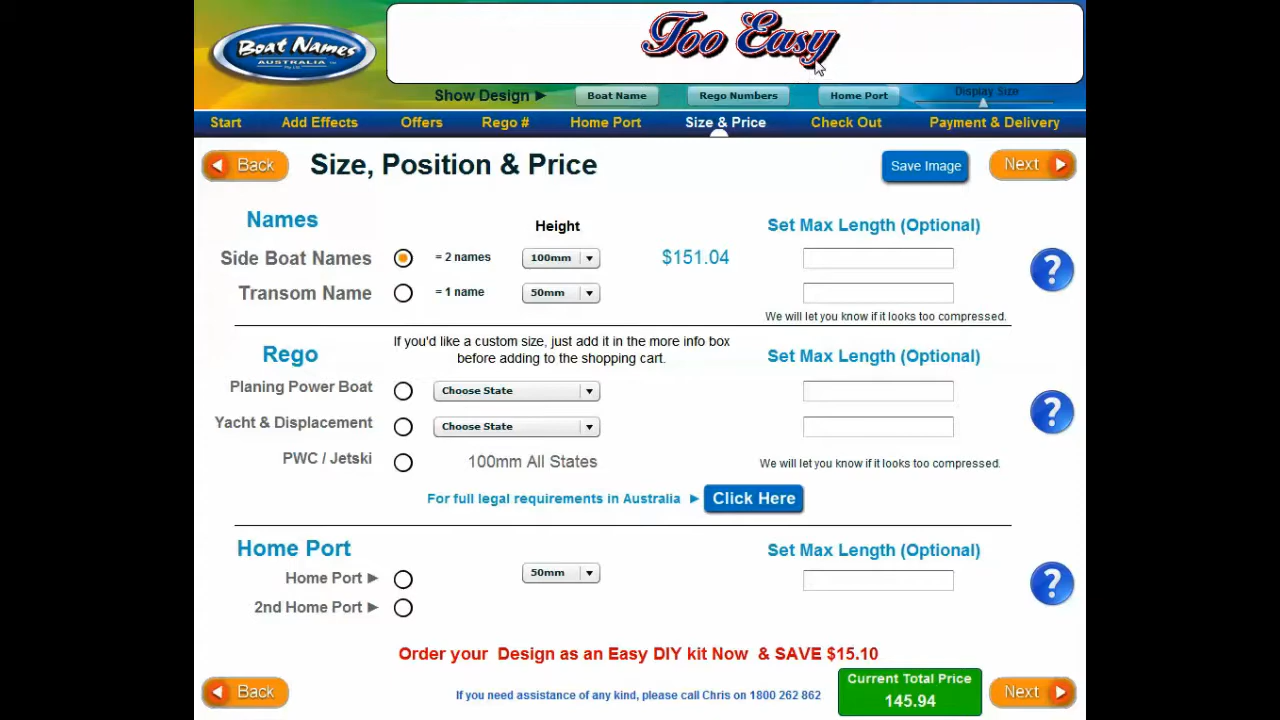 Boat Names
AUSTRALIA
Too Easy
Show Design ►
Boat Name
Rego Numbers
Home Port
Display Size
Start
Add Effects
Offers
Rego #
Home Port
Size & Price
Check Out
Payment & Delivery
Back
Size, Position & Price
Save Image
Next
Names
Height
Set Max Length (Optional)
Side Boat Names
= 2 names
100mm
$151.04
?
Transom Name
= 1 name
50mm
We will let you know if it looks too compressed.
If you'd like a custom size, just add it in the more info box
before adding to the shopping cart.
Rego
Set Max Length (Optional)
Planing Power Boat
Choose State
?
Yacht & Displacement
Choose State
PWC / Jetski
100mm All States
We will let you know if it looks too compressed.
For full legal requirements in Australia ►
Click Here
Home Port
Set Max Length (Optional)
Home Port ►
50mm
?
2nd Home Port ►
Order your Design as an Easy DIY kit Now & SAVE $15.10
Back
If you need assistance of any kind, please call Chris on 1800 262 862
Current Total Price
145.94
Next